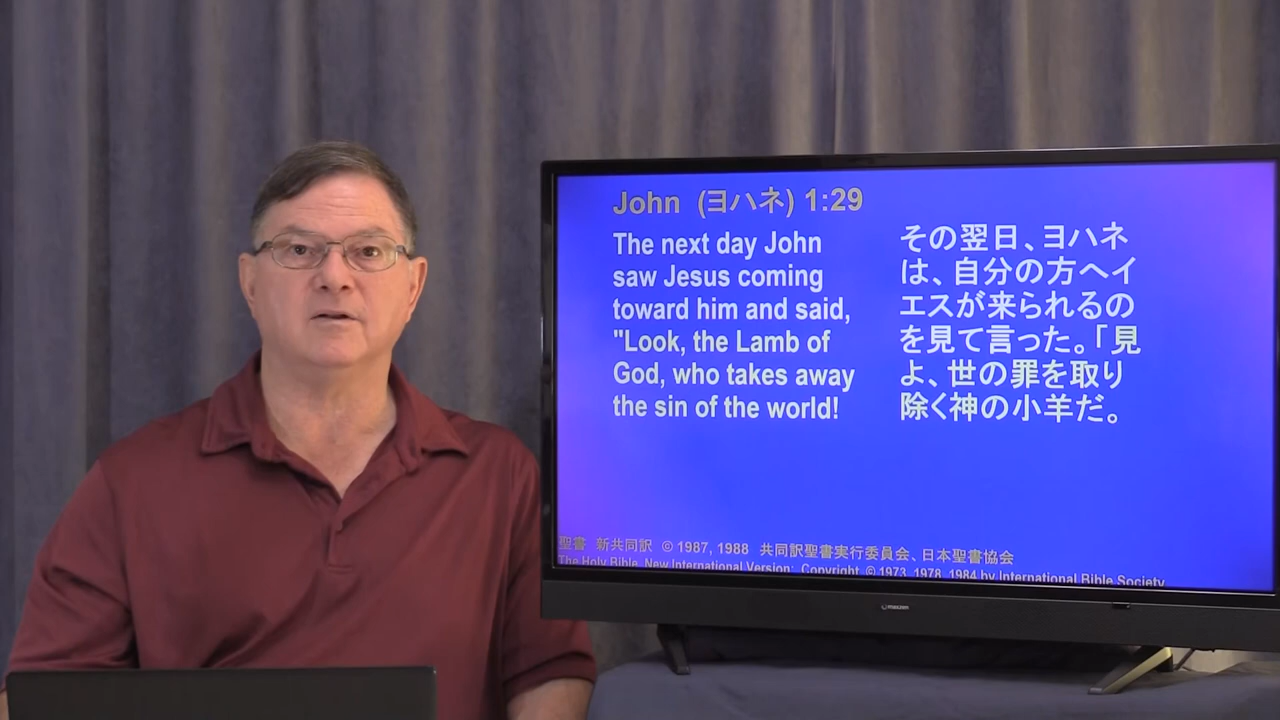 John (ヨハネ) 1:29
The next day John
saw Jesus coming
toward him and said,
"Look, the Lamb of
God, who takes away
the sin of the world!
その翌日、ヨハネ
は、自分の方へイ
エスが来られるの
を見て言った。「見
よ、世の罪を取り
除く神の小羊だ。
聖書 新共同訳 © 1987, 1988 共同訳聖書実行委員会、日本聖書協会
The Holy Bible, New International Version; Copyright © 1973, 1978, 1984 by International Bible Society